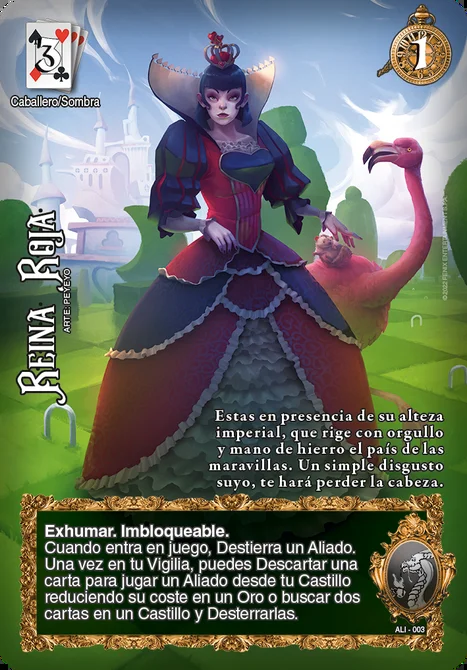 3
1
Caballero/Sombra
REINA ROJA
ARTE: PEYEYO
Estas en presencia de su alteza
imperial, que rige con orgullo
y mano de hierro el país de las
maravillas. Un simple disgusto
suyo, te hará perder la cabeza.
Exhumar. Imbloqueable.
Cuando entra en juego, Destierra un Aliado.
Una vez en tu Vigilia, puedes Descartar una
carta para jugar un Aliado desde tu Castillo
reduciendo su coste en un Oro o buscar dos
cartas en un Castillo y Desterrarlas.
ALI - 003